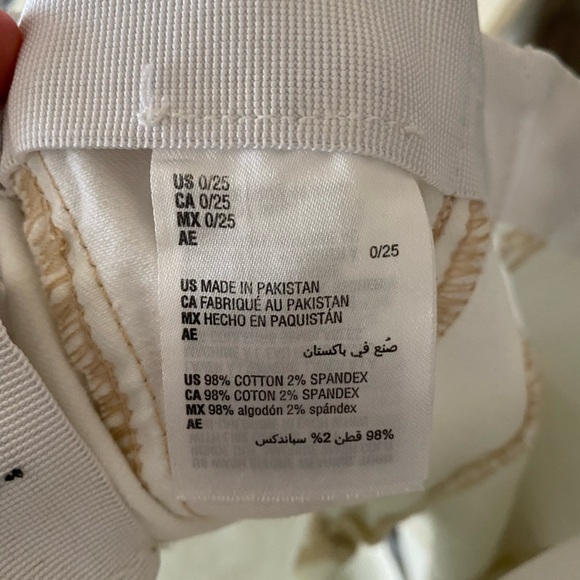 US 0/25
CA 0/25
MX 0/25
AE
0/25
US MADE IN PAKISTAN
CA FABRIQUÉ AU PAKISTAN
MX HECHO EN PAQUISTÁN
AE
صُنع في باكستان
US 98% COTTON 2% SPANDEX
CA 98% COTON 2% SPANDEX
MX 98% algodón 2% spándex
AE
98% قطن 2% سباندكس